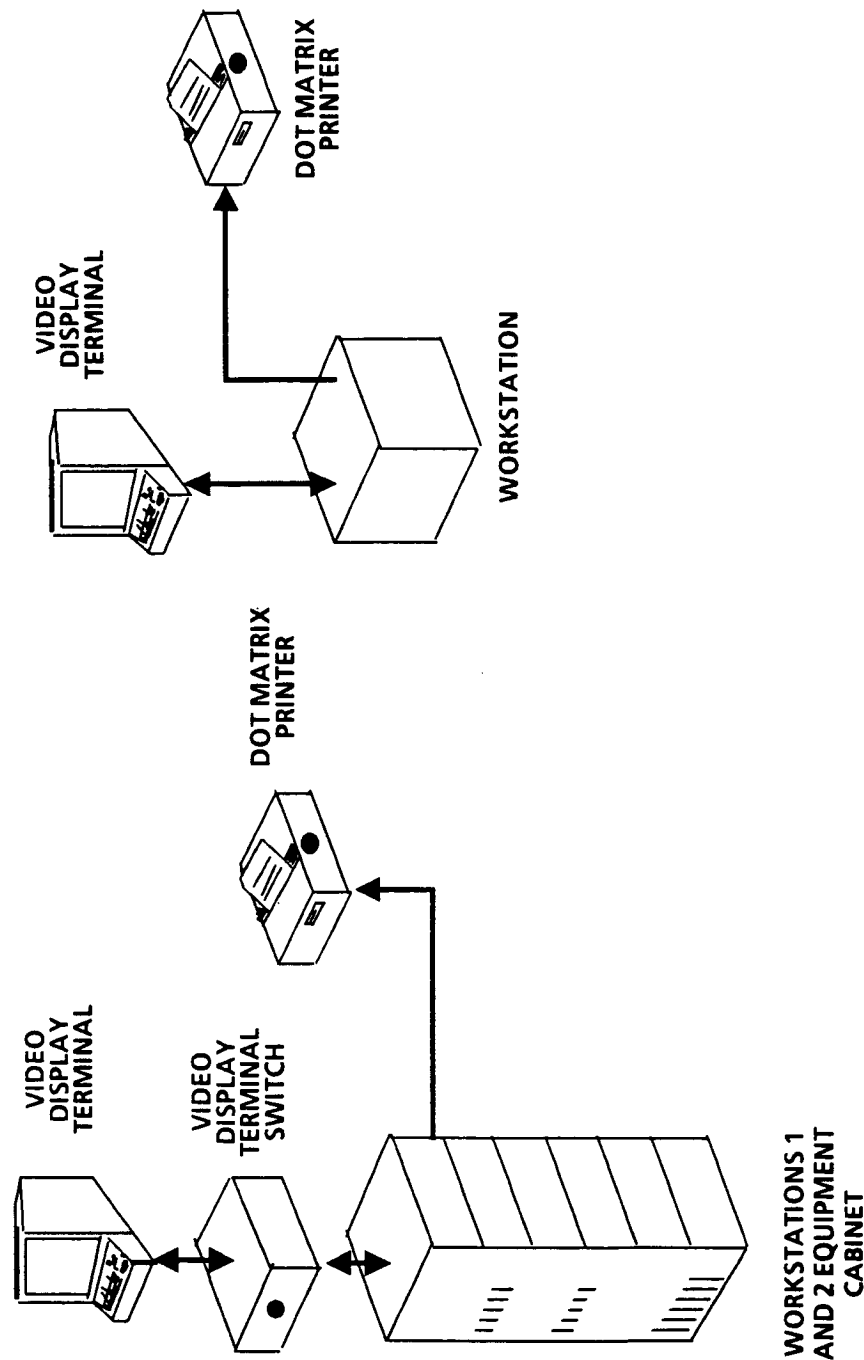 VIDEO
DISPLAY
TERMINAL
VIDEO
DISPLAY
TERMINAL
SWITCH
DOT MATRIX
PRINTER
WORKSTATIONS 1
AND 2 EQUIPMENT
CABINET
VIDEO
DISPLAY
TERMINAL
DOT MATRIX
PRINTER
WORKSTATION